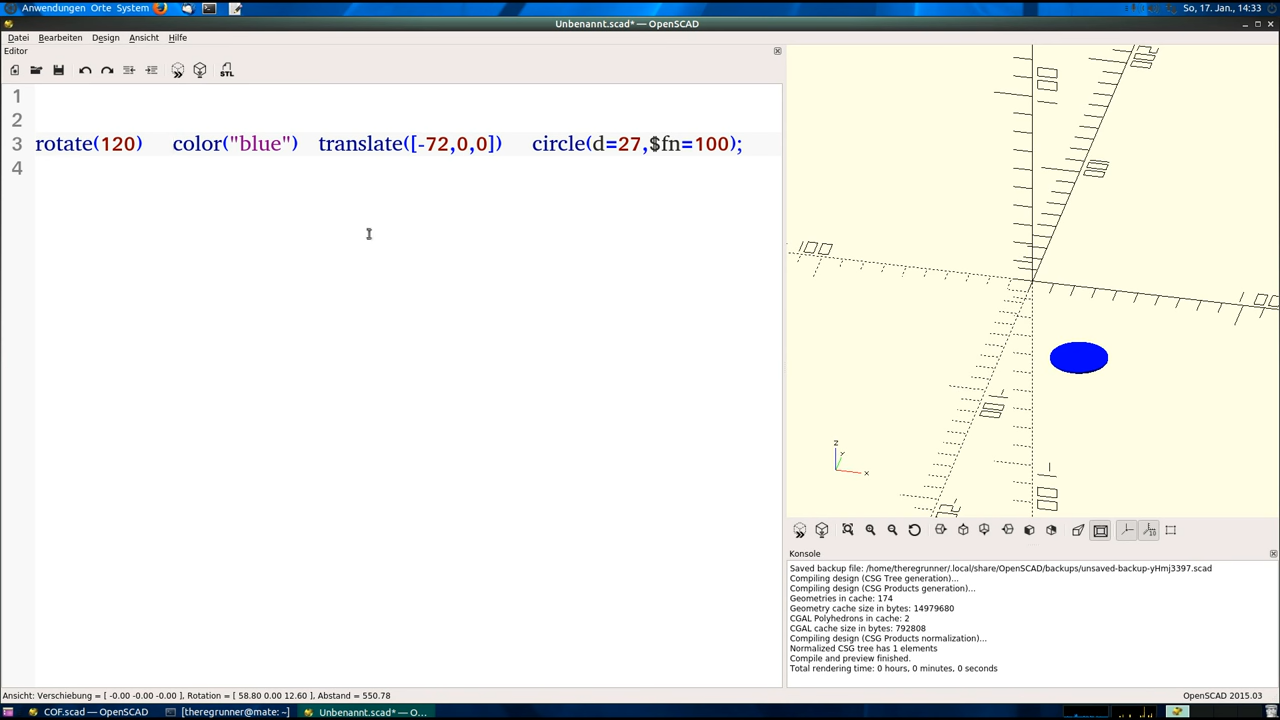 Anwendungen Orte System
So, 17. Jan., 14:33
Unbenannt.scad* — OpenSCAD
Datei Bearbeiten Design Ansicht Hilfe
Editor
STL
1
2
3 rotate(120) color("blue") translate([-72,0,0]) circle(d=27,$fn=100);
4
z
y
x
10
Konsole
Saved backup file: /home/theregrunner/.local/share/OpenSCAD/backups/unsaved-backup-yHmj3397.scad
Compiling design (CSG Tree generation)...
Compiling design (CSG Products generation)...
Geometries in cache: 174
Geometry cache size in bytes: 14979680
CGAL Polyhedrons in cache: 2
CGAL cache size in bytes: 792808
Compiling design (CSG Products normalization)...
Normalized CSG tree has 1 elements
Compile and preview finished.
Total rendering time: 0 hours, 0 minutes, 0 seconds
Ansicht: Verschiebung = [ -0.00 -0.00 -0.00 ], Rotation = [ 58.80 0.00 12.60 ], Abstand = 550.78
OpenSCAD 2015.03
COF.scad — OpenSCAD
[theregrunner@mate: ~]
Unbenannt.scad* — O...